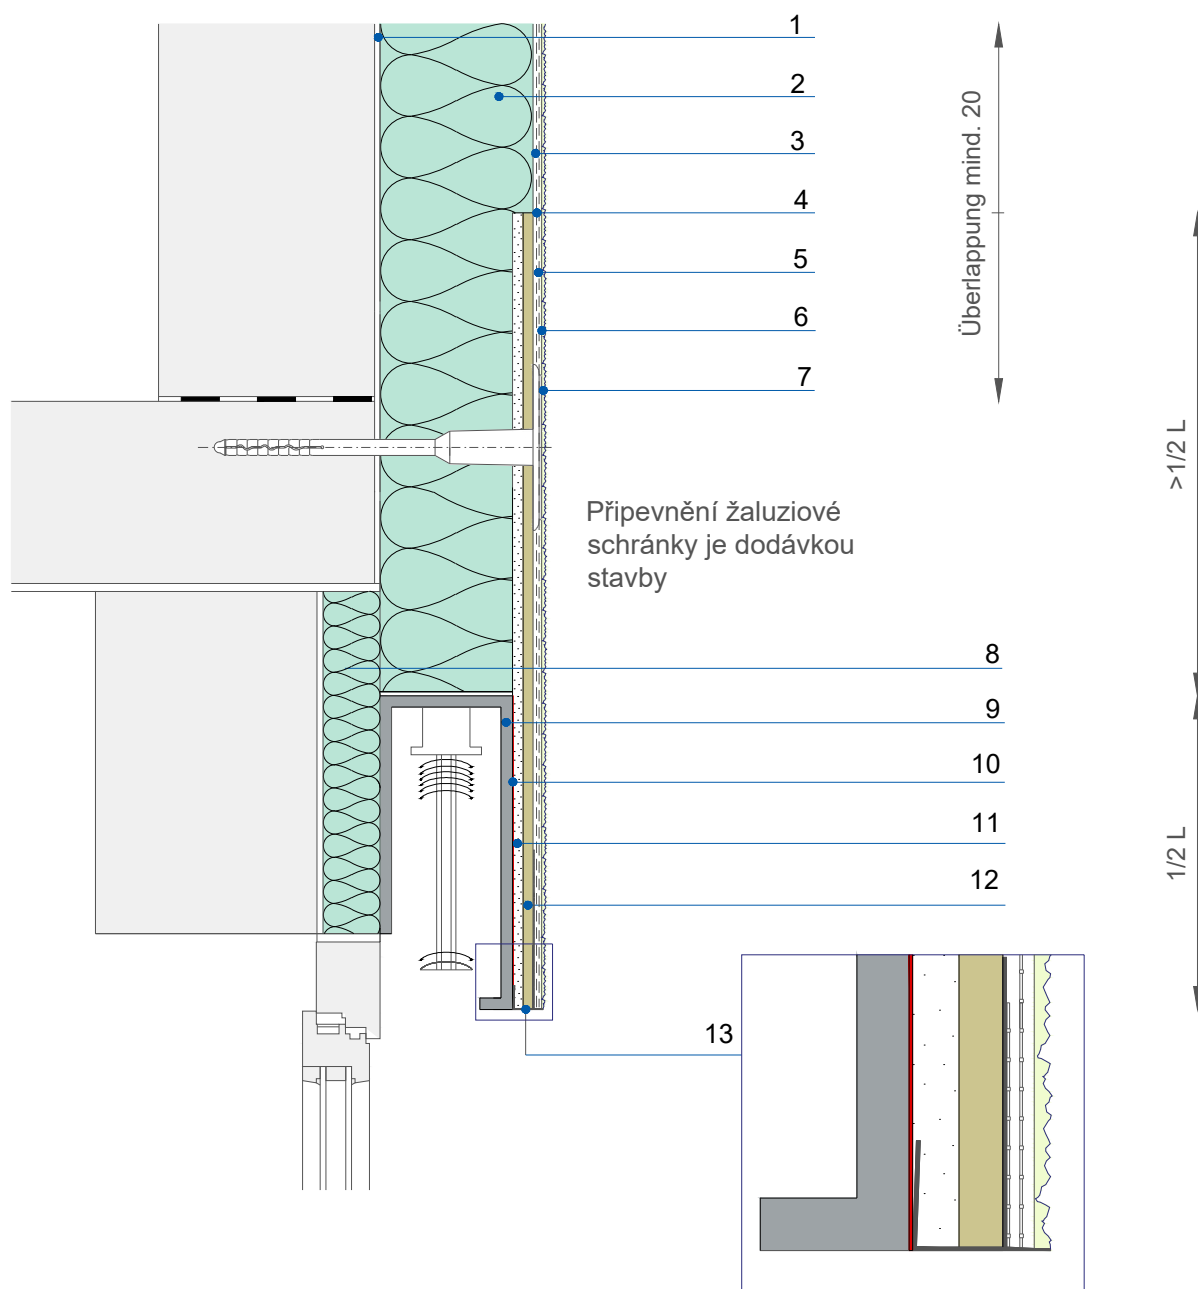 1
2
3
4
5
6
7
Überlappung mind. 20
>1/2 L
Připevnění žaluziové
schránky je dodávkou
stavby
8
9
10
11
12
1/2 L
13